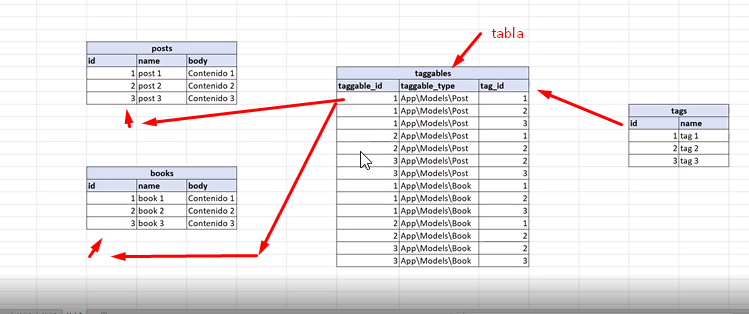 tabla
posts
id name body
1 post 1 Contenido 1
2 post 2 Contenido 2
3 post 3 Contenido 3
books
id name body
1 book 1 Contenido 1
2 book 2 Contenido 2
3 book 3 Contenido 3
taggables
taggable_id taggable_type tag_id
1 App\Models\Post 1
1 App\Models\Post 2
1 App\Models\Post 3
2 App\Models\Post 1
2 App\Models\Post 2
3 App\Models\Post 2
3 App\Models\Post 3
1 App\Models\Book 1
1 App\Models\Book 2
1 App\Models\Book 3
2 App\Models\Book 1
2 App\Models\Book 2
3 App\Models\Book 2
3 App\Models\Book 3
tags
id name
1 tag 1
2 tag 2
3 tag 3